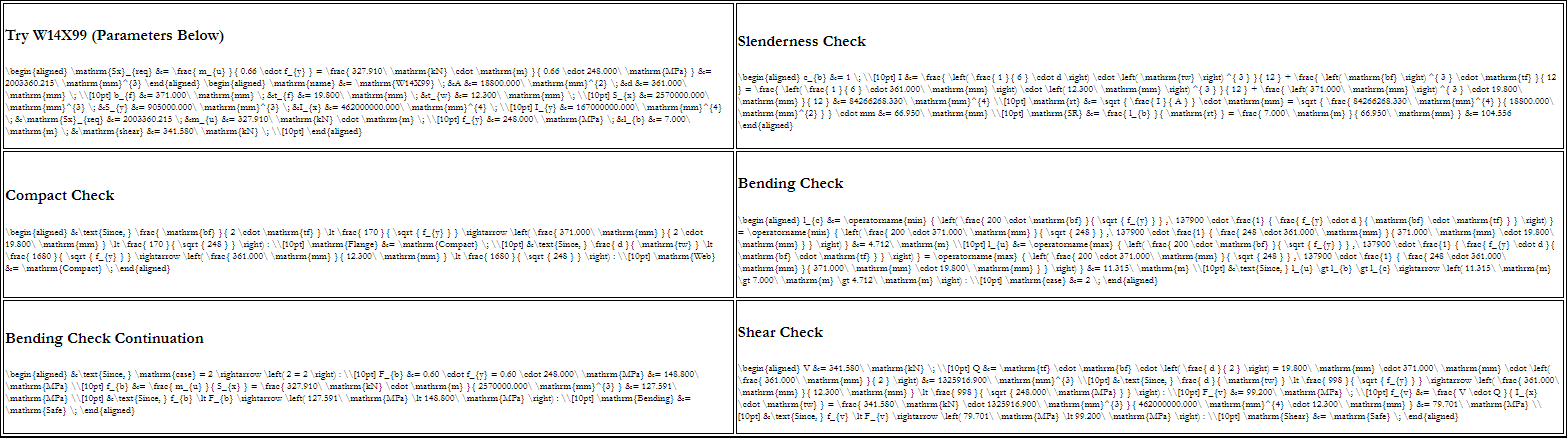 Try W14X99 (Parameters Below)
\begin{aligned} \mathrm{Sx}_{req} &= \frac{ m_{u} }{ 0.66 \cdot f_{y} } = \frac{ 327.910\ \mathrm{kN} \cdot \mathrm{m} }{ 0.66 \cdot 248.000\ \mathrm{MPa} } &=
2003360.215\ \mathrm{mm}^{3} \end{aligned} \begin{aligned} \mathrm{name} &= \mathrm{W14X99} \; &A &= 18800.000\ \mathrm{mm}^{2} \; &d &= 361.000\
\mathrm{mm} \; \\[10pt] b_{f} &= 371.000\ \mathrm{mm} \; &t_{f} &= 19.800\ \mathrm{mm} \; &t_{w} &= 12.300\ \mathrm{mm} \; \\[10pt] S_{x} &= 2570000.000\
\mathrm{mm}^{3} \; &S_{y} &= 905000.000\ \mathrm{mm}^{3} \; &I_{x} &= 462000000.000\ \mathrm{mm}^{4} \; \\[10pt] I_{y} &= 167000000.000\ \mathrm{mm}^{4}
\; &\mathrm{Sx}_{req} &= 2003360.215 \; &m_{u} &= 327.910\ \mathrm{kN} \cdot \mathrm{m} \; \\[10pt] f_{y} &= 248.000\ \mathrm{MPa} \; &l_{b} &= 7.000\
\mathrm{m} \; &\mathrm{shear} &= 341.580\ \mathrm{kN} \; \\[10pt] \end{aligned}
Slenderness Check
\begin{aligned} c_{b} &= 1 \; \\[10pt] I &= \frac{ \left( \frac{ 1 }{ 6 } \cdot d \right) \cdot \left( \mathrm{tw} \right) ^{ 3 } }{ 12 } + \frac{ \left( \mathrm{bf} \right) ^{ 3 } \cdot \mathrm{tf} }{ 12
} = \frac{ \left( \frac{ 1 }{ 6 } \cdot 361.000\ \mathrm{mm} \right) \cdot \left( 12.300\ \mathrm{mm} \right) ^{ 3 } }{ 12 } + \frac{ \left( 371.000\ \mathrm{mm} \right) ^{ 3 } \cdot 19.800\
\mathrm{mm} }{ 12 } &= 84266268.330\ \mathrm{mm}^{4} \\[10pt] \mathrm{rt} &= \sqrt { \frac{ I }{ A } } \cdot \mathrm{mm} = \sqrt { \frac{ 84266268.330\ \mathrm{mm}^{4} }{ 18800.000\
\mathrm{mm}^{2} } } \cdot mm &= 66.950\ \mathrm{mm} \\[10pt] \mathrm{SR} &= \frac{ l_{b} }{ \mathrm{rt} } = \frac{ 7.000\ \mathrm{m} }{ 66.950\ \mathrm{mm} } &= 104.556
\end{aligned}
Compact Check
\begin{aligned} &\text{Since, } \frac{ \mathrm{bf} }{ 2 \cdot \mathrm{tf} } \lt \frac{ 170 }{ \sqrt { f_{y} } } \rightarrow \left( \frac{ 371.000\ \mathrm{mm} }{ 2 \cdot
19.800\ \mathrm{mm} } \lt \frac{ 170 }{ \sqrt { 248 } } \right) : \\[10pt] \mathrm{Flange} &= \mathrm{Compact} \; \\[10pt] &\text{Since, } \frac{ d }{ \mathrm{tw} } \lt
\frac{ 1680 }{ \sqrt { f_{y} } } \rightarrow \left( \frac{ 361.000\ \mathrm{mm} }{ 12.300\ \mathrm{mm} } \lt \frac{ 1680 }{ \sqrt { 248 } } \right) : \\[10pt] \mathrm{Web}
&= \mathrm{Compact} \; \end{aligned}
Bending Check
\begin{aligned} l_{c} &= \operatorname{min} { \left( \frac{ 200 \cdot \mathrm{bf} }{ \sqrt { f_{y} } } ,\ 137900 \cdot \frac{1} { \frac{ f_{y} \cdot d }{ \mathrm{bf} \cdot \mathrm{tf} } } \right) }
= \operatorname{min} { \left( \frac{ 200 \cdot 371.000\ \mathrm{mm} }{ \sqrt { 248 } } ,\ 137900 \cdot \frac{1} { \frac{ 248 \cdot 361.000\ \mathrm{mm} }{ 371.000\ \mathrm{mm} \cdot 19.800\
\mathrm{mm} } } \right) } &= 4.712\ \mathrm{m} \\[10pt] l_{u} &= \operatorname{max} { \left( \frac{ 200 \cdot \mathrm{bf} }{ \sqrt { f_{y} } } ,\ 137900 \cdot \frac{1} { \frac{ f_{y} \cdot d }{
\mathrm{bf} \cdot \mathrm{tf} } } \right) } = \operatorname{max} { \left( \frac{ 200 \cdot 371.000\ \mathrm{mm} }{ \sqrt { 248 } } ,\ 137900 \cdot \frac{1} { \frac{ 248 \cdot 361.000\
\mathrm{mm} }{ 371.000\ \mathrm{mm} \cdot 19.800\ \mathrm{mm} } } \right) } &= 11.315\ \mathrm{m} \\[10pt] &\text{Since, } l_{u} \gt l_{b} \gt l_{c} \rightarrow \left( 11.315\ \mathrm{m}
\gt 7.000\ \mathrm{m} \gt 4.712\ \mathrm{m} \right) : \\[10pt] \mathrm{case} &= 2 \; \end{aligned}
Bending Check Continuation
\begin{aligned} &\text{Since, } \mathrm{case} = 2 \rightarrow \left( 2 = 2 \right) : \\[10pt] F_{b} &= 0.60 \cdot f_{y} = 0.60 \cdot 248.000\ \mathrm{MPa} &= 148.800\
\mathrm{MPa} \\[10pt] f_{b} &= \frac{ m_{u} }{ S_{x} } = \frac{ 327.910\ \mathrm{kN} \cdot \mathrm{m} }{ 2570000.000\ \mathrm{mm}^{3} } &= 127.591\
\mathrm{MPa} \\[10pt] &\text{Since, } f_{b} \lt F_{b} \rightarrow \left( 127.591\ \mathrm{MPa} \lt 148.800\ \mathrm{MPa} \right) : \\[10pt] \mathrm{Bending} &=
\mathrm{Safe} \; \end{aligned}
Shear Check
\begin{aligned} V &= 341.580\ \mathrm{kN} \; \\[10pt] Q &= \mathrm{tf} \cdot \mathrm{bf} \cdot \left( \frac{ d }{ 2 } \right) = 19.800\ \mathrm{mm} \cdot 371.000\ \mathrm{mm} \cdot \left(
\frac{ 361.000\ \mathrm{mm} }{ 2 } \right) &= 1325916.900\ \mathrm{mm}^{3} \\[10pt] &\text{Since, } \frac{ d }{ \mathrm{tw} } \lt \frac{ 998 }{ \sqrt { f_{y} } } \rightarrow \left( \frac{ 361.000\
\mathrm{mm} }{ 12.300\ \mathrm{mm} } \lt \frac{ 998 }{ \sqrt { 248.000\ \mathrm{MPa} } } \right) : \\[10pt] F_{v} &= 99.200\ \mathrm{MPa} \; \\[10pt] f_{v} &= \frac{ V \cdot Q }{ I_{x}
\cdot \mathrm{tw} } = \frac{ 341.580\ \mathrm{kN} \cdot 1325916.900\ \mathrm{mm}^{3} }{ 462000000.000\ \mathrm{mm}^{4} \cdot 12.300\ \mathrm{mm} } &= 79.701\ \mathrm{MPa} \\
[10pt] &\text{Since, } f_{v} \lt F_{v} \rightarrow \left( 79.701\ \mathrm{MPa} \lt 99.200\ \mathrm{MPa} \right) : \\[10pt] \mathrm{Shear} &= \mathrm{Safe} \; \end{aligned}